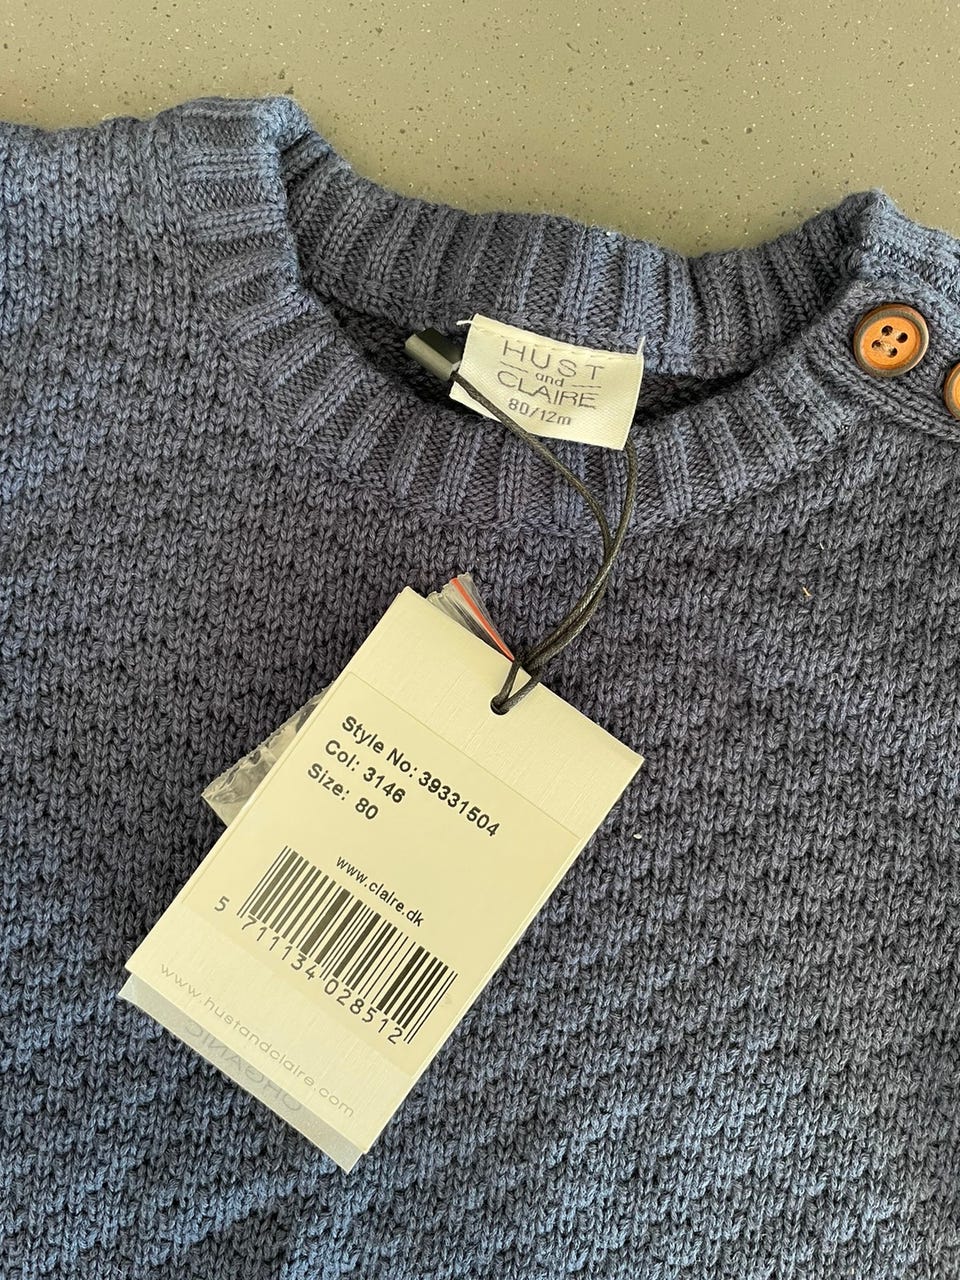 HUST
and
CLAIRE
80/12m
Style No: 39331504
Col: 3146
Size: 80
www.claire.dk
5 711134 028512
www.hustandclaire.com
ORGANIC